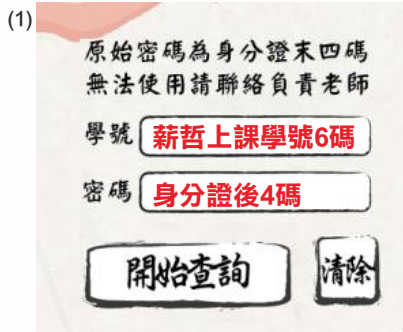 (1)
原始密碼為身分證末四碼
無法使用請聯絡負責老師
學號 薪哲上課學號6碼
密碼 身分證後4碼
開始查詢 清除